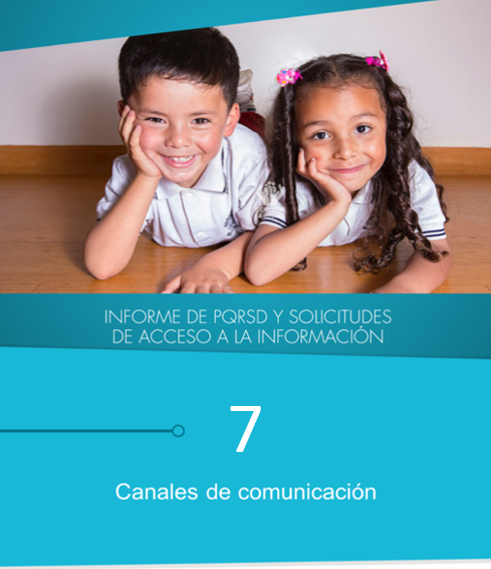 INFORME DE PQRSD Y SOLICITUDES
DE ACCESO A LA INFORMACIÓN
7
Canales de comunicación